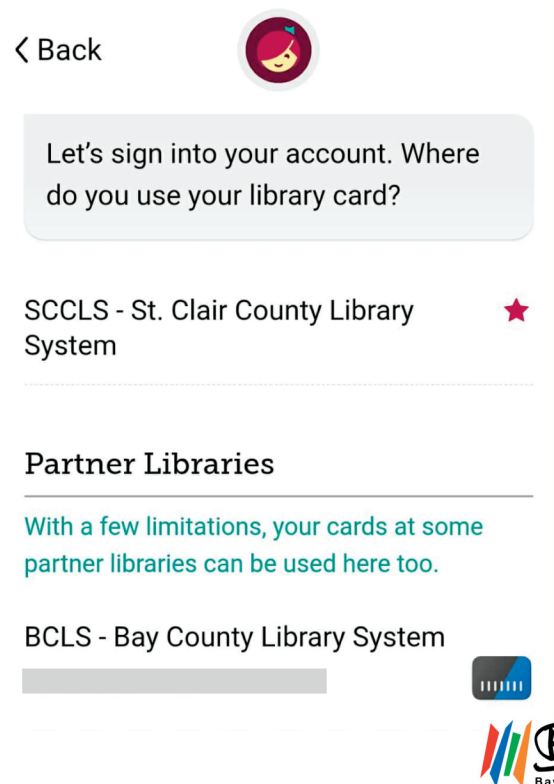 Back
Let's sign into your account. Where
do you use your library card?
SCCLS - St. Clair County Library
System
Partner Libraries
With a few limitations, your cards at some
partner libraries can be used here too.
BCLS - Bay County Library System